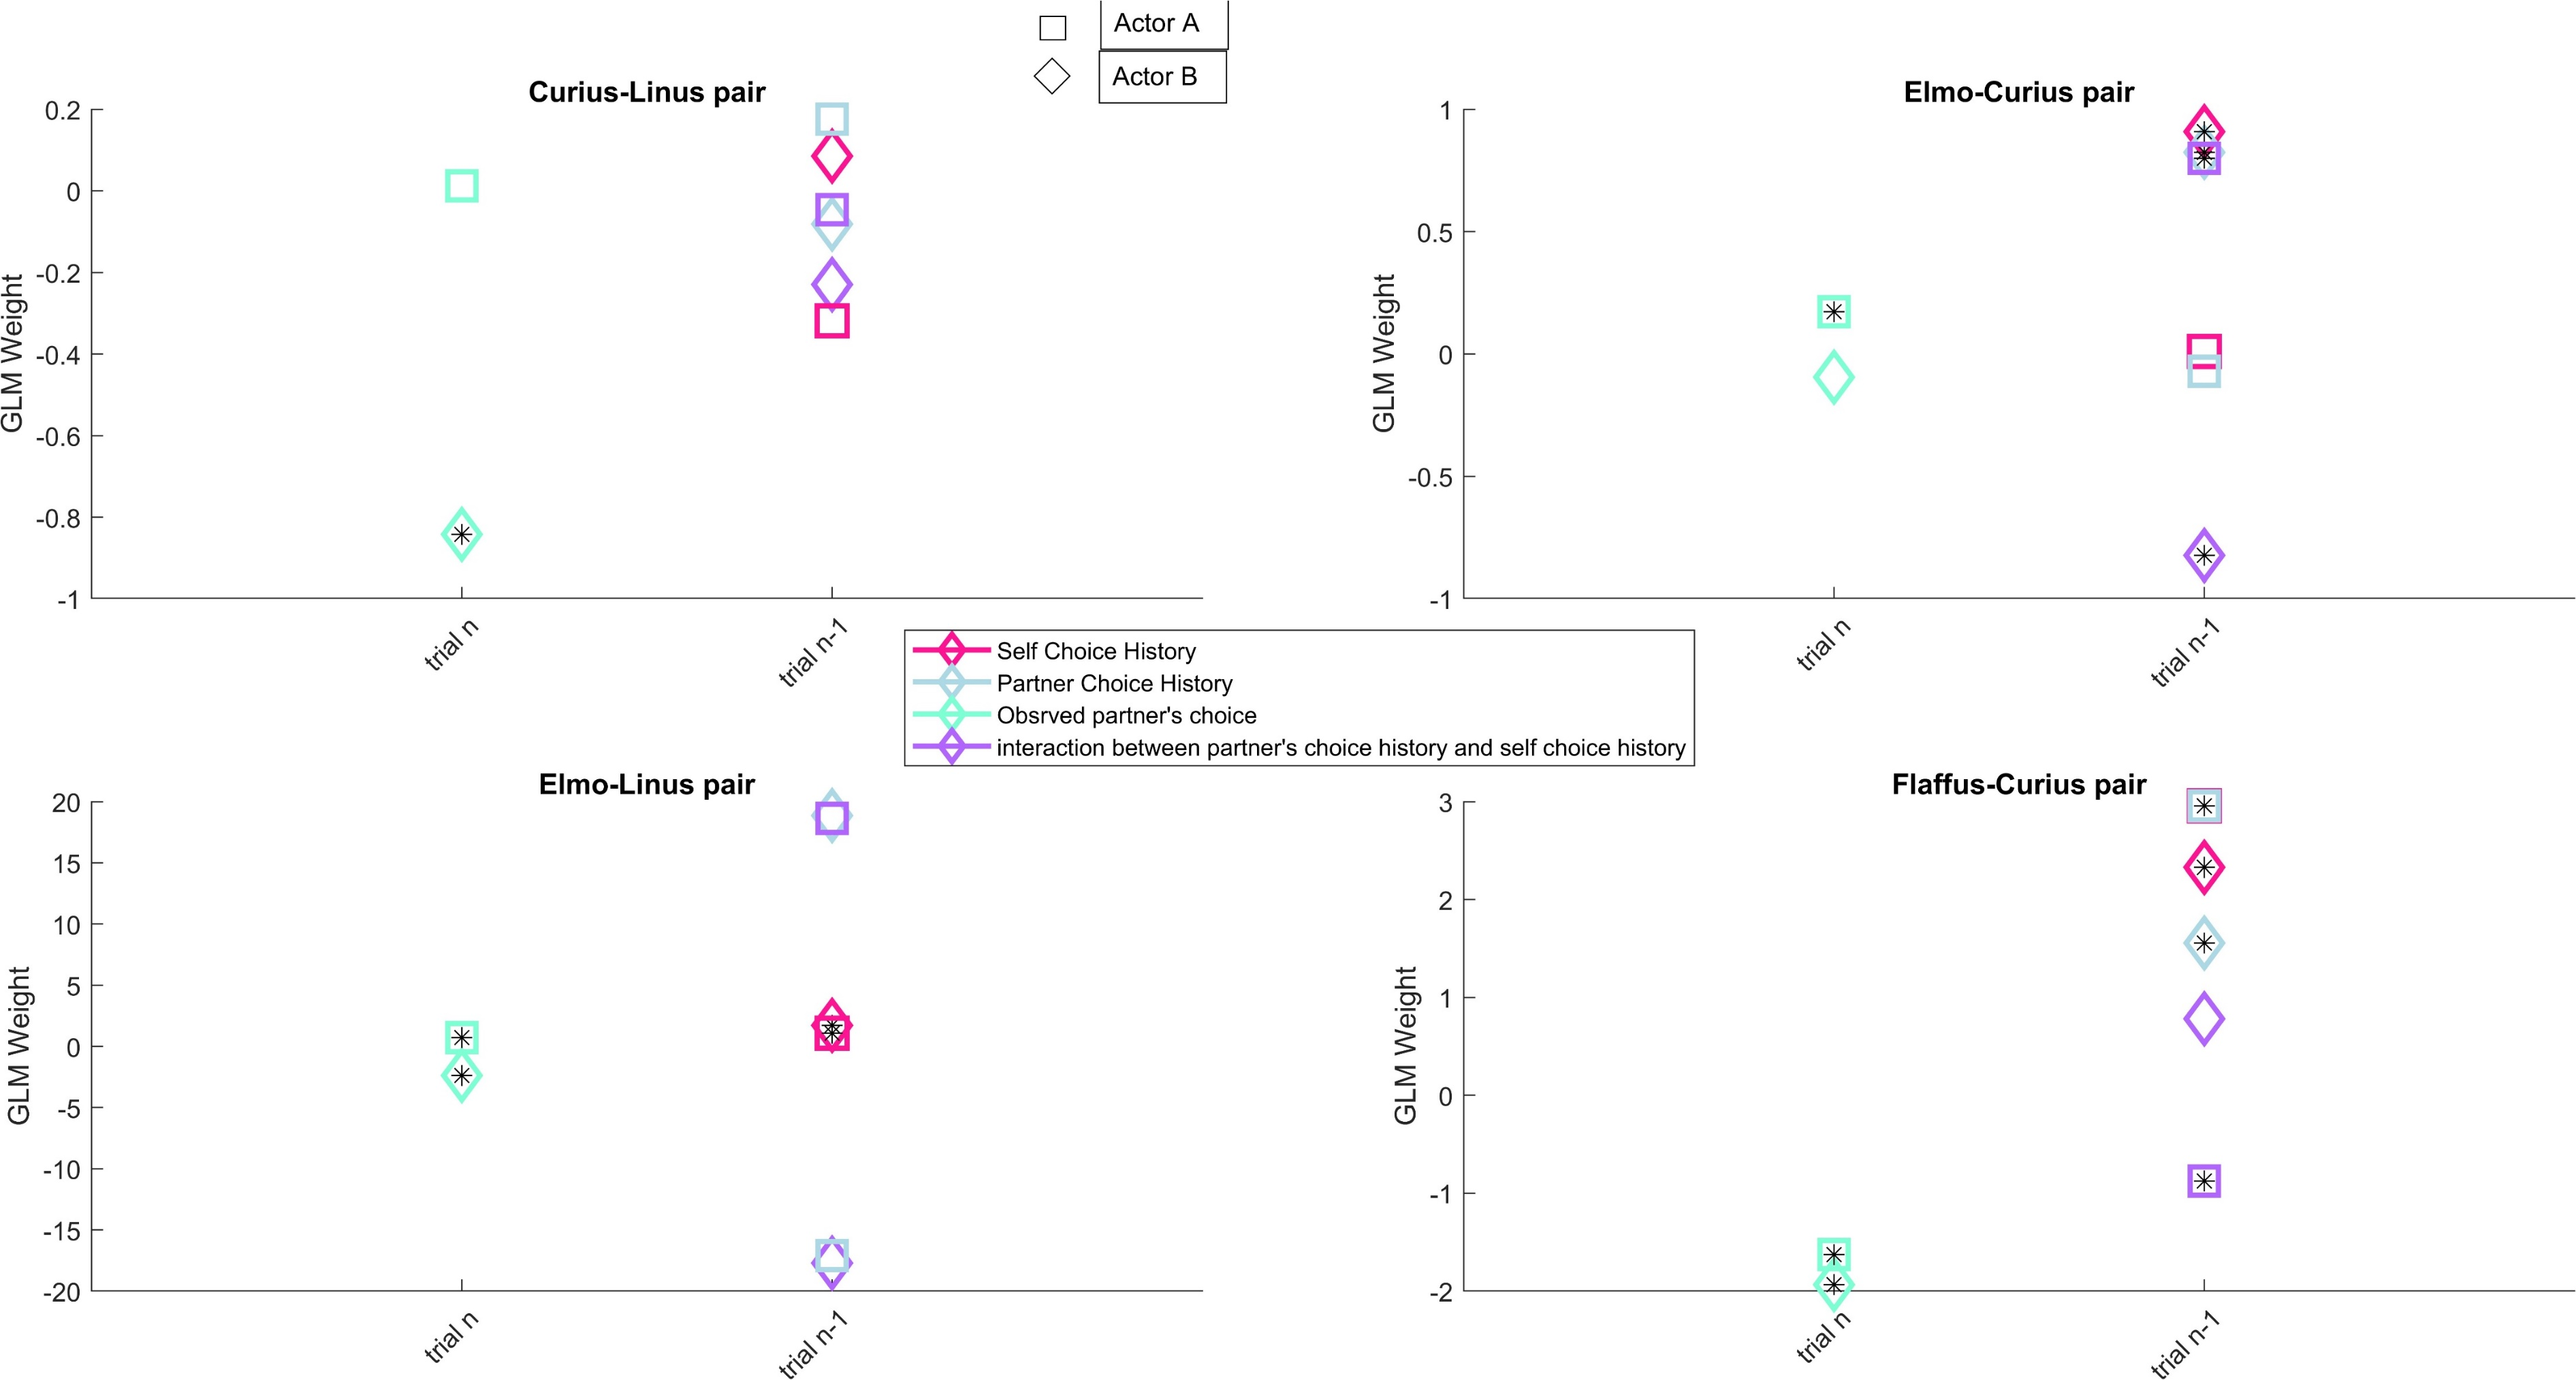 Actor A
Actor B
Curius-Linus pair
0.2
0
-0.2
-0.4
-0.6
-0.8
-1
GLM Weight
trial n
trial n-1
Elmo-Curius pair
1
0.5
0
-0.5
-1
GLM Weight
trial n
trial n-1
Self Choice History
Partner Choice History
Obsrved partner's choice
interaction between partner's choice history and self choice history
Elmo-Linus pair
20
15
10
5
0
-5
-10
-15
-20
GLM Weight
trial n
trial n-1
Flaffus-Curius pair
3
2
1
0
-1
-2
GLM Weight
trial n
trial n-1